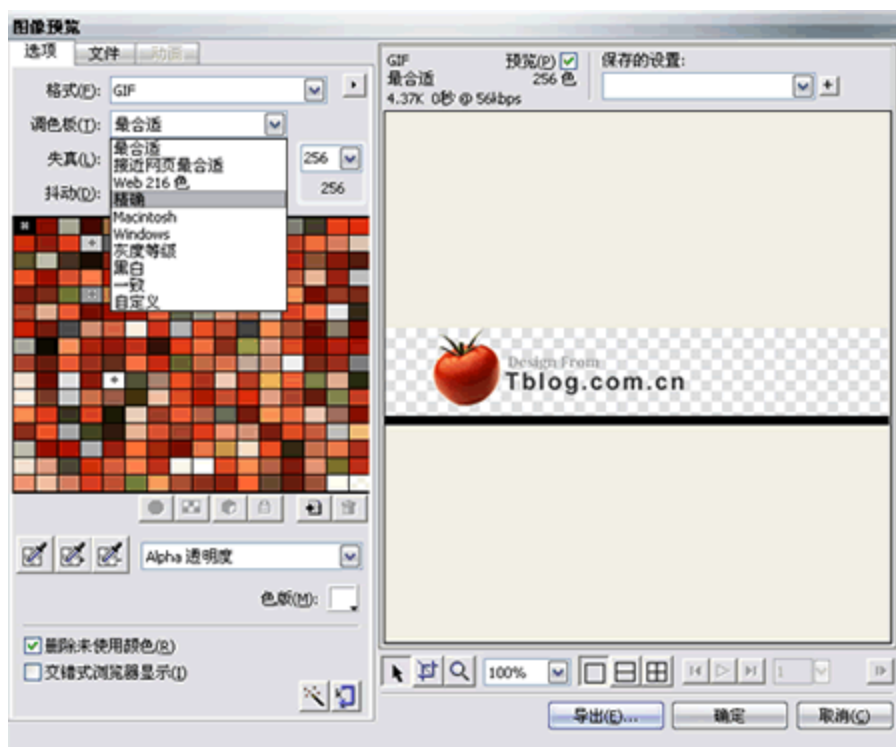 图像预览
选项 文件 动画
格式(F): GIF
调色板(T): 最合适
失真(L): 256
抖动(D): 256
最合适
接近网页最合适
Web 216 色
精确
Macintosh
Windows
灰度等级
黑白
一致
自定义
Alpha 透明度
色版(M):
删除未使用颜色(R)
交错式浏览器显示(I)
GIF 预览(P)
最合适 256 色
4.37K 0秒 @ 56kbps
保存的设置:
Design From
Tblog.com.cn
100%
1
导出(E)... 确定 取消(C)